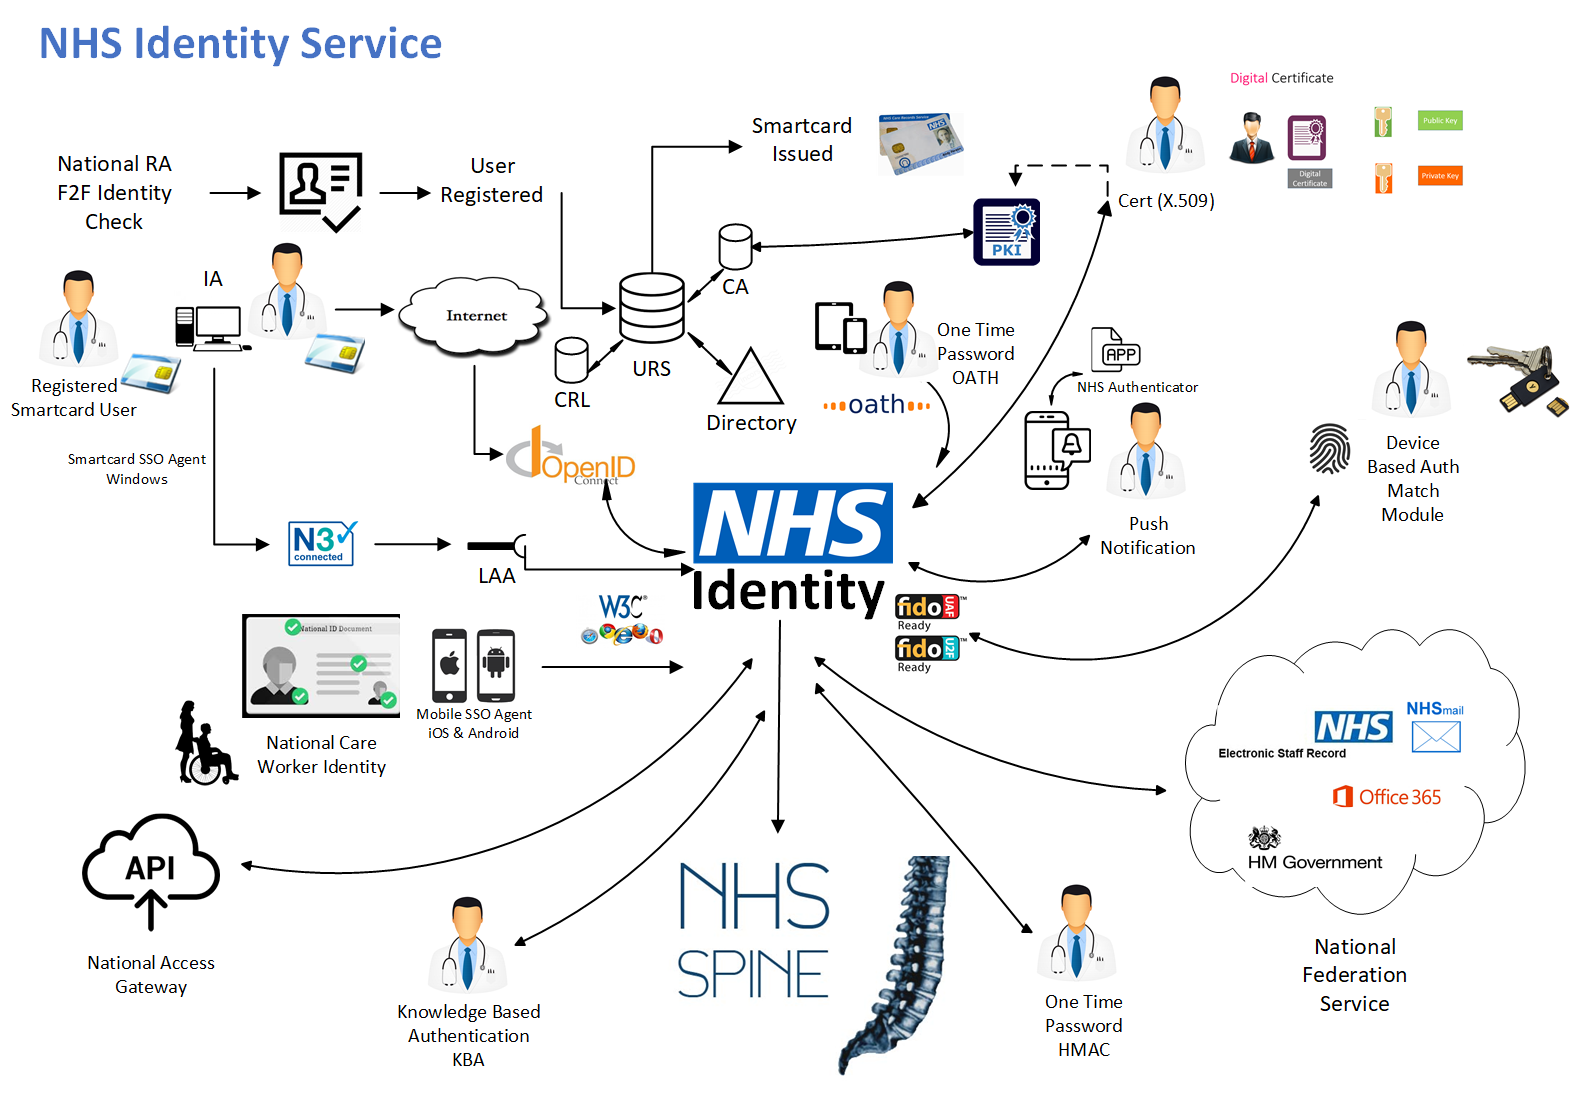 NHS Identity Service
National RA
F2F Identity
Check
User
Registered
Smartcard
Issued
NHS
Digital Certificate
Digital
Certificate
Public Key
Private Key
Cert (X.509)
PKI
CA
IA
Internet
URS
CRL
Directory
Registered
Smartcard User
One Time
Password
OATH
oath
APP
NHS Authenticator
Push
Notification
Device
Based Auth
Match
Module
Smartcard SSO Agent
Windows
OpenID
Connect
N3
connected
LAA
NHS
Identity
fido UAF™
Ready
fido U2F™
Ready
W3C®
National ID Document
Mobile SSO Agent
iOS & Android
National Care
Worker Identity
API
National Access
Gateway
Knowledge Based
Authentication
KBA
NHS
SPINE
One Time
Password
HMAC
NHS
Electronic Staff Record
NHSmail
Office 365
HM Government
National
Federation
Service